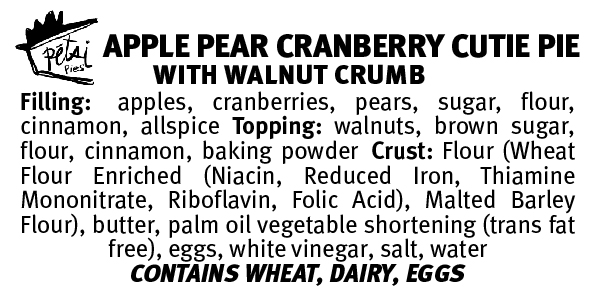 pétsi
Pies
APPLE PEAR CRANBERRY CUTIE PIE
WITH WALNUT CRUMB
Filling: apples, cranberries, pears, sugar, flour,
cinnamon, allspice Topping: walnuts, brown sugar,
flour, cinnamon, baking powder Crust: Flour (Wheat
Flour Enriched (Niacin, Reduced Iron, Thiamine
Mononitrate, Riboflavin, Folic Acid), Malted Barley
Flour), butter, palm oil vegetable shortening (trans fat
free), eggs, white vinegar, salt, water
CONTAINS WHEAT, DAIRY, EGGS